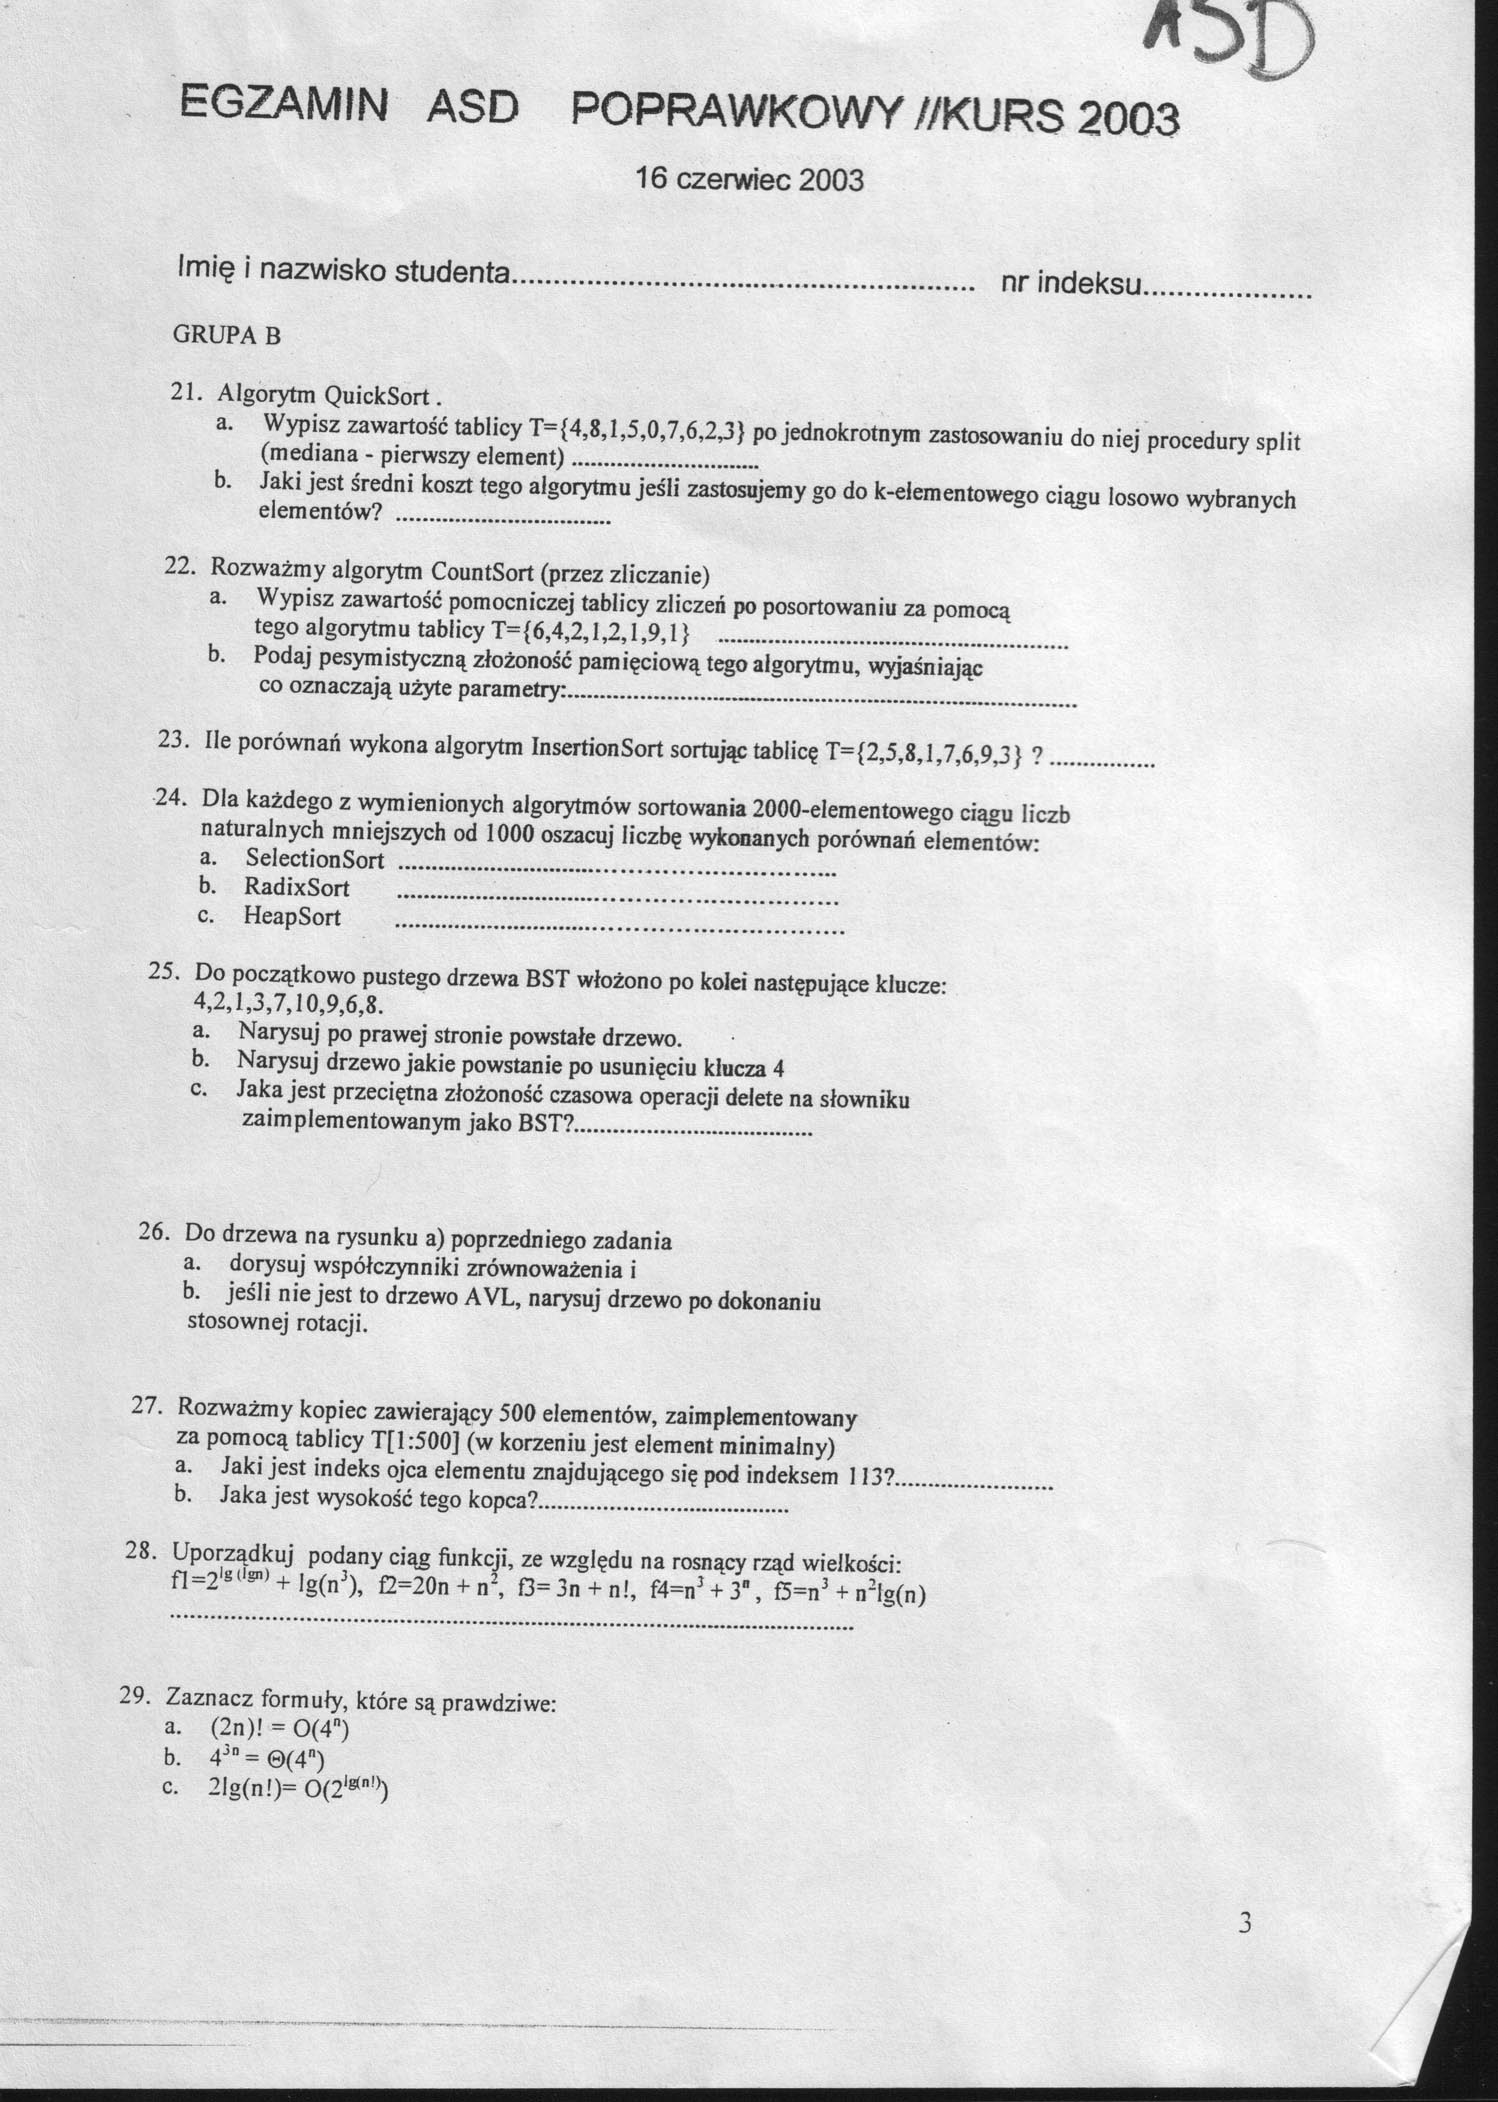 ASD
EGZAMIN ASD POPRAWKOWY //KURS 2003
16 czerwiec 2003
Imię i nazwisko studenta........................................................ nr indeksu.....................
GRUPA B
21. Algorytm QuickSort .
a. Wypisz zawartość tablicy T={4,8,1,5,0,7,6,2,3} po jednokrotnym zastosowaniu do niej procedury split
(mediana - pierwszy element) .............................
b. Jaki jest średni koszt tego algorytmu jeśli zastosujemy go do k-elementowego ciągu losowo wybranych
elementów? .................................
22. Rozważmy algorytm CountSort (przez zliczanie)
a. Wypisz zawartość pomocniczej tablicy zliczeń po posortowaniu za pomocą
tego algorytmu tablicy T={6,4,2,1,2,1,9,1} ......................................................
b. Podaj pesymistyczną złożoność pamięciową tego algorytmu, wyjaśniając
co oznaczają użyte parametry:...............................................................................
23. Ile porównań wykona algorytm InsertionSort sortując tablicę T={2,5,8,1,7,6,9,3} ? ................
24. Dla każdego z wymienionych algorytmów sortowania 2000-elementowego ciągu liczb
naturalnych mniejszych od 1000 oszacuj liczbę wykonanych porównań elementów:
a. SelectionSort ....................................................................
b. RadixSort ....................................................................
c. HeapSort .....................................................................
25. Do początkowo pustego drzewa BST włożono po kolei następujące klucze:
4,2,1,3,7,10,9,6,8.
a. Narysuj po prawej stronie powstałe drzewo.
b. Narysuj drzewo jakie powstanie po usunięciu klucza 4
c. Jaka jest przeciętna złożoność czasowa operacji delete na słowniku
zaimplementowanym jako BST?.....................................
26. Do drzewa na rysunku a) poprzedniego zadania
a. dorysuj współczynniki zrównoważenia i
b. jeśli nie jest to drzewo AVL, narysuj drzewo po dokonaniu
stosownej rotacji.
27. Rozważmy kopiec zawierający 500 elementów, zaimplementowany
za pomocą tablicy T[1:500] (w korzeniu jest element minimalny)
a. Jaki jest indeks ojca elementu znajdującego się pod indeksem 113?........................
b. Jaka jest wysokość tego kopca?.......................................
28. Uporządkuj podany ciąg funkcji, ze względu na rosnący rząd wielkości:
f1=2^lg(lgn) + lg(n³), f2=20n + n², f3= 3n + n!, f4=n³ + 3ⁿ , f5=n³ + n²lg(n)
..........................................................................................................
29. Zaznacz formuły, które są prawdziwe:
a. (2n)! = O(4ⁿ)
b. 4³ⁿ = Θ(4ⁿ)
c. 2lg(n!)= O(2^lg(n!))
3